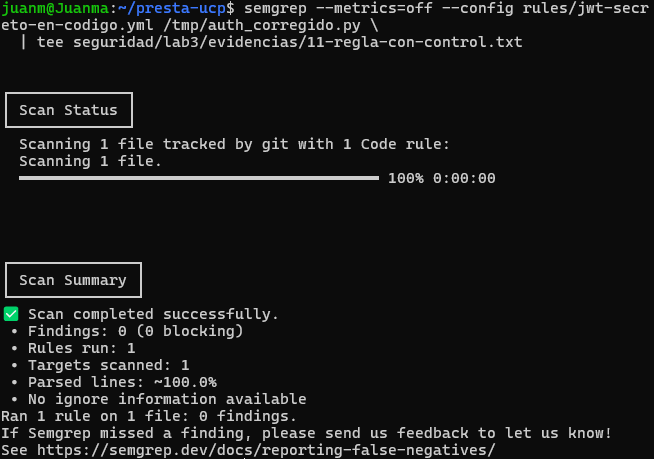 juanm@Juanma:~/presta-ucp$ semgrep --metrics=off --config rules/jwt-secr
eto-en-codigo.yml /tmp/auth_corregido.py \
  | tee seguridad/lab3/evidencias/11-regla-con-control.txt
Scan Status
Scanning 1 file tracked by git with 1 Code rule:
Scanning 1 file.
100% 0:00:00
Scan Summary
✅ Scan completed successfully.
• Findings: 0 (0 blocking)
• Rules run: 1
• Targets scanned: 1
• Parsed lines: ~100.0%
• No ignore information available
Ran 1 rule on 1 file: 0 findings.
If Semgrep missed a finding, please send us feedback to let us know!
See https://semgrep.dev/docs/reporting-false-negatives/